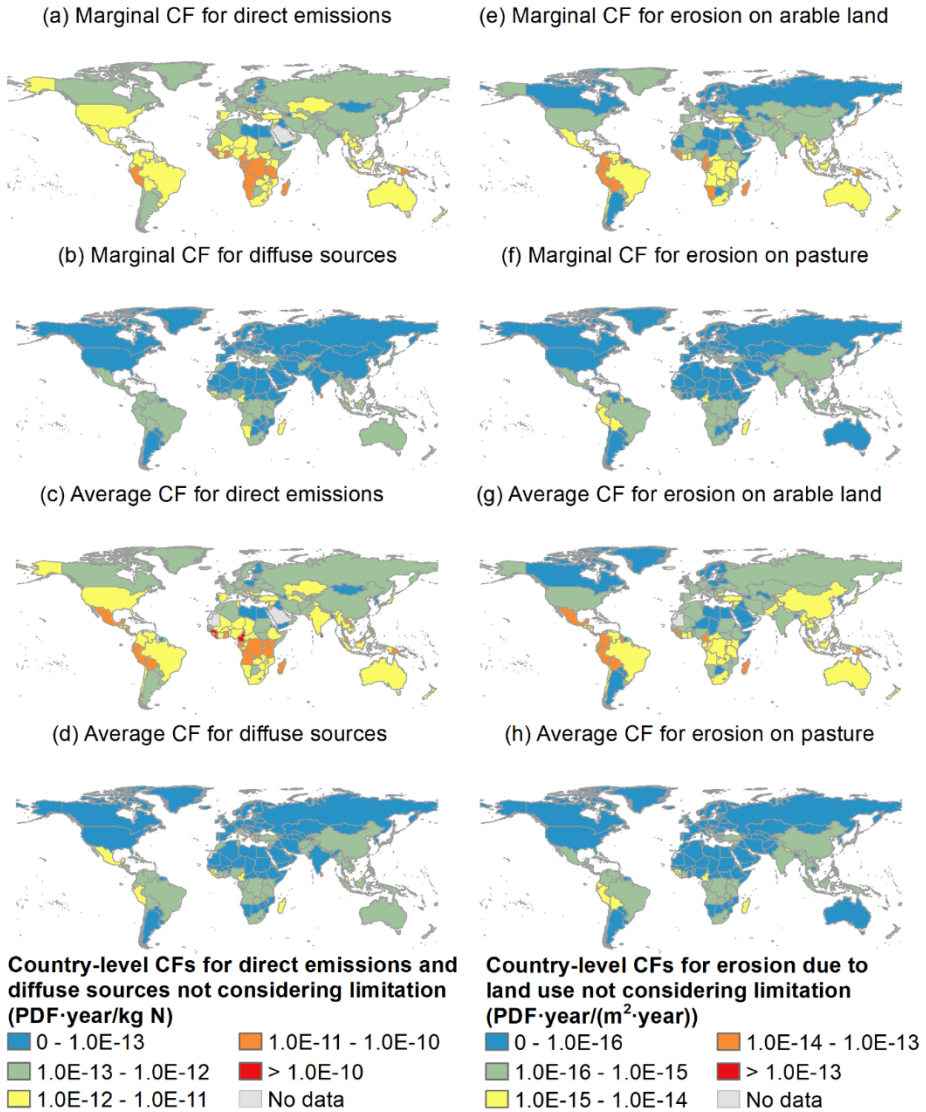 (a) Marginal CF for direct emissions
(e) Marginal CF for erosion on arable land
(b) Marginal CF for diffuse sources
(f) Marginal CF for erosion on pasture
(c) Average CF for direct emissions
(g) Average CF for erosion on arable land
(d) Average CF for diffuse sources
(h) Average CF for erosion on pasture
Country-level CFs for direct emissions and
diffuse sources not considering limitation
(PDF·year/kg N)
0 - 1.0E-13
1.0E-13 - 1.0E-12
1.0E-12 - 1.0E-11
1.0E-11 - 1.0E-10
> 1.0E-10
No data
Country-level CFs for erosion due to
land use not considering limitation
(PDF·year/(m²·year))
0 - 1.0E-16
1.0E-16 - 1.0E-15
1.0E-15 - 1.0E-14
1.0E-14 - 1.0E-13
> 1.0E-13
No data